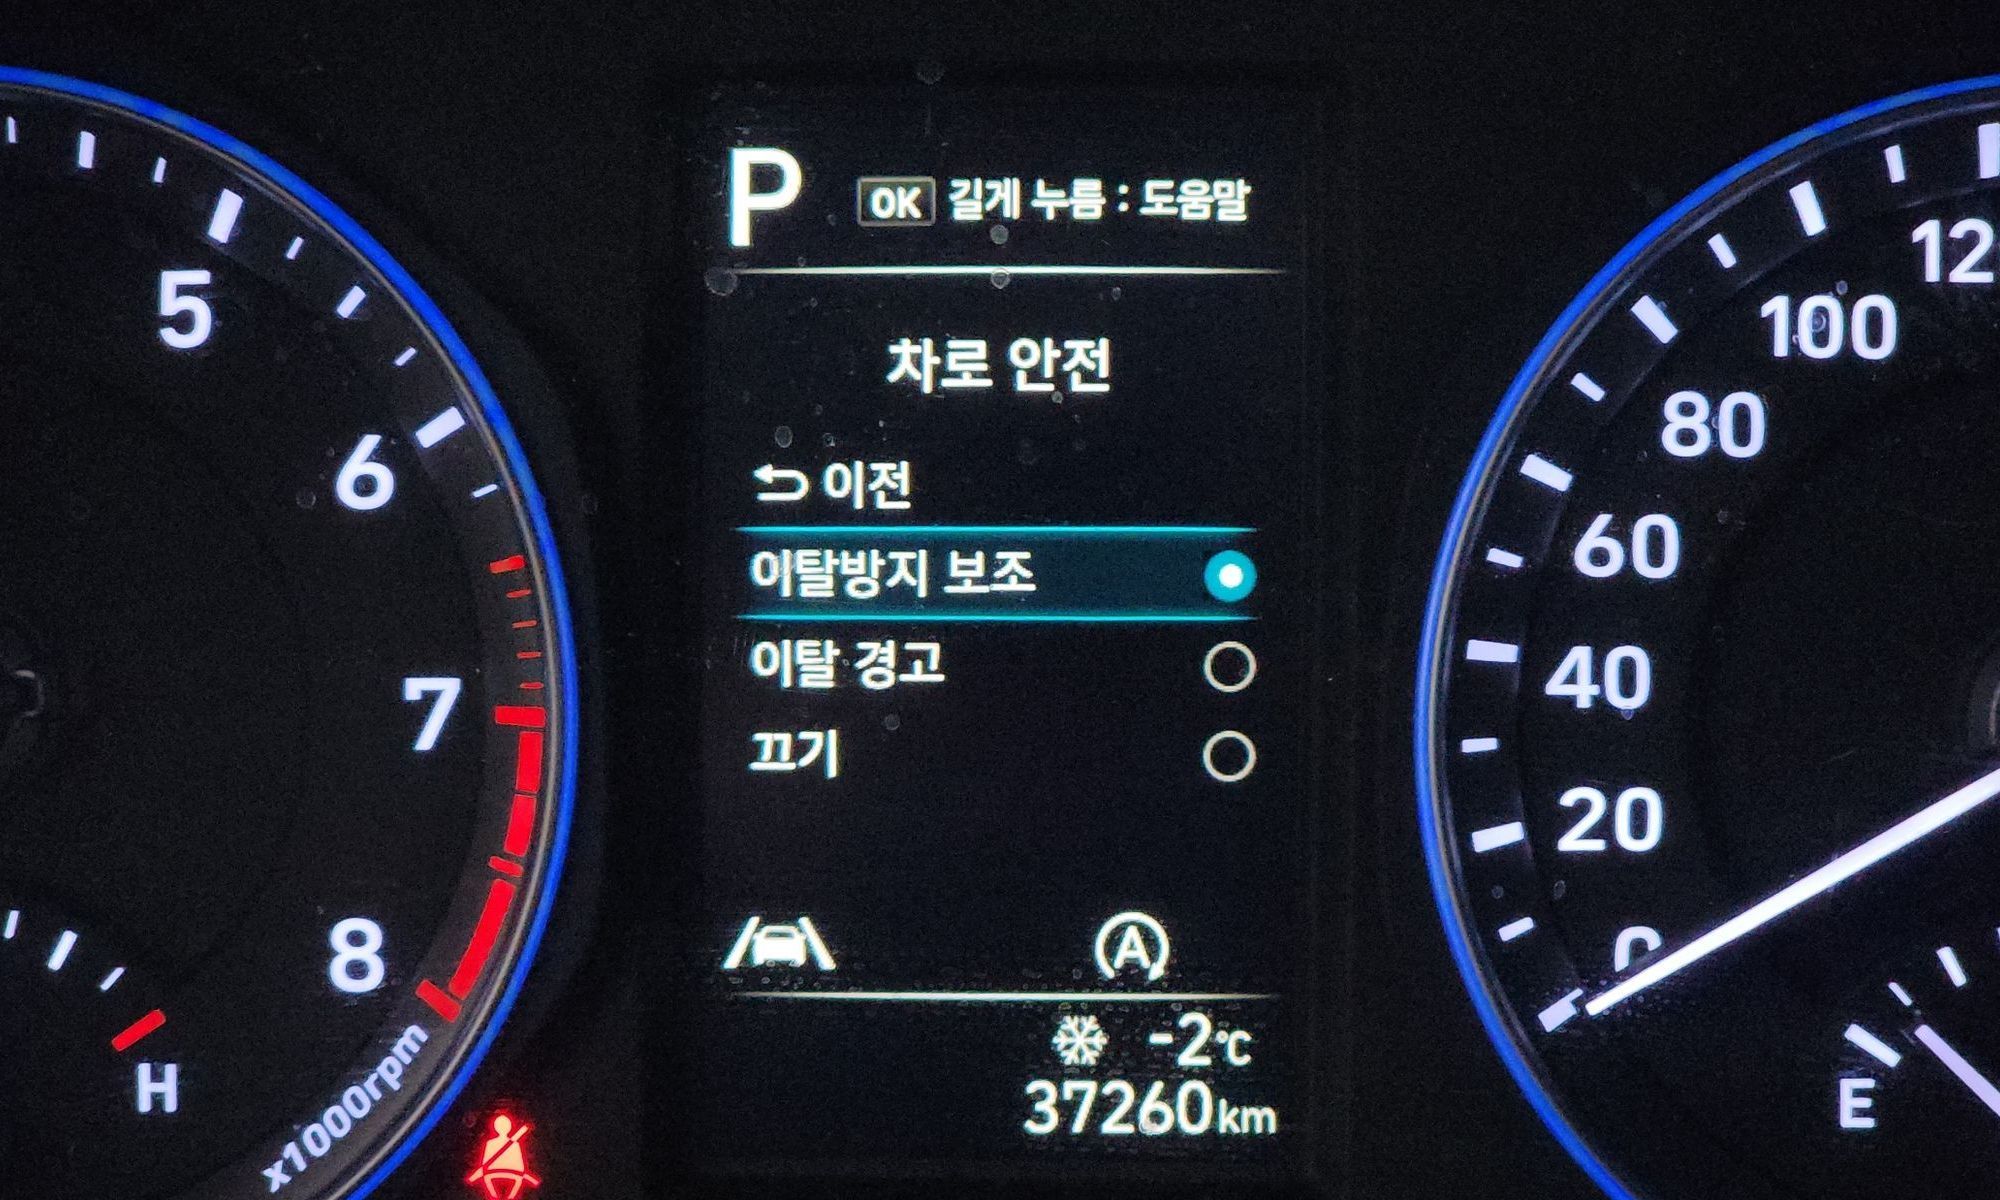 P
OK 길게 누름 : 도움말
차로 안전
이전
이탈방지 보조
이탈 경고
끄기
A
-2°C
37260km
5
6
7
8
x1000rpm
H
12
100
80
60
40
20
0
E